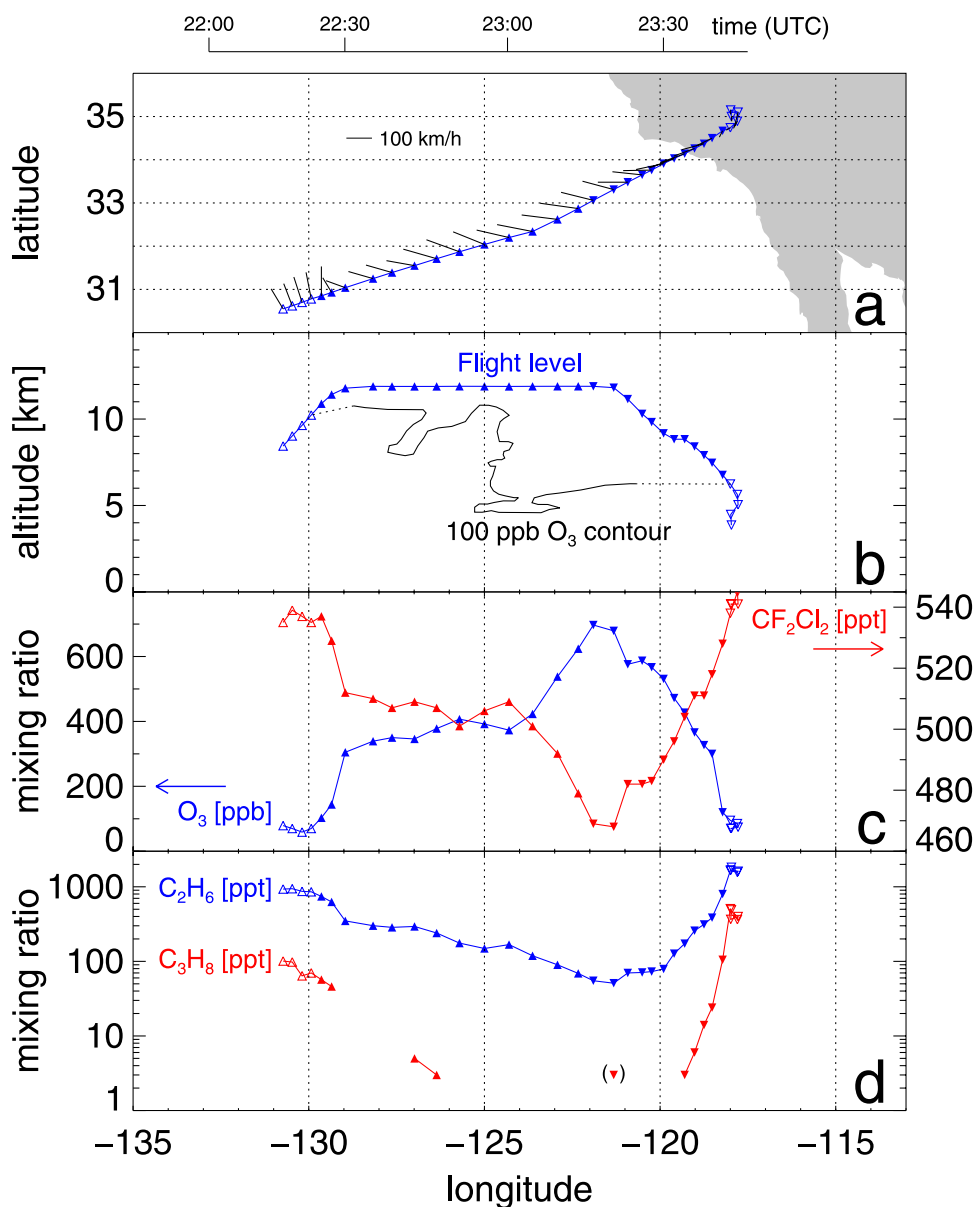 22:00 22:30 23:00 23:30 time (UTC)
35
100 km/h
33
31
latitude
a
Flight level
10
5
0
altitude [km]
100 ppb O₃ contour
b
600
400
200
0
mixing ratio
O₃ [ppb]
CF₂Cl₂ [ppt]
540
520
500
480
460
c
1000
100
10
1
mixing ratio
C₂H₆ [ppt]
C₃H₈ [ppt]
( )
d
−135 −130 −125 −120 −115
longitude